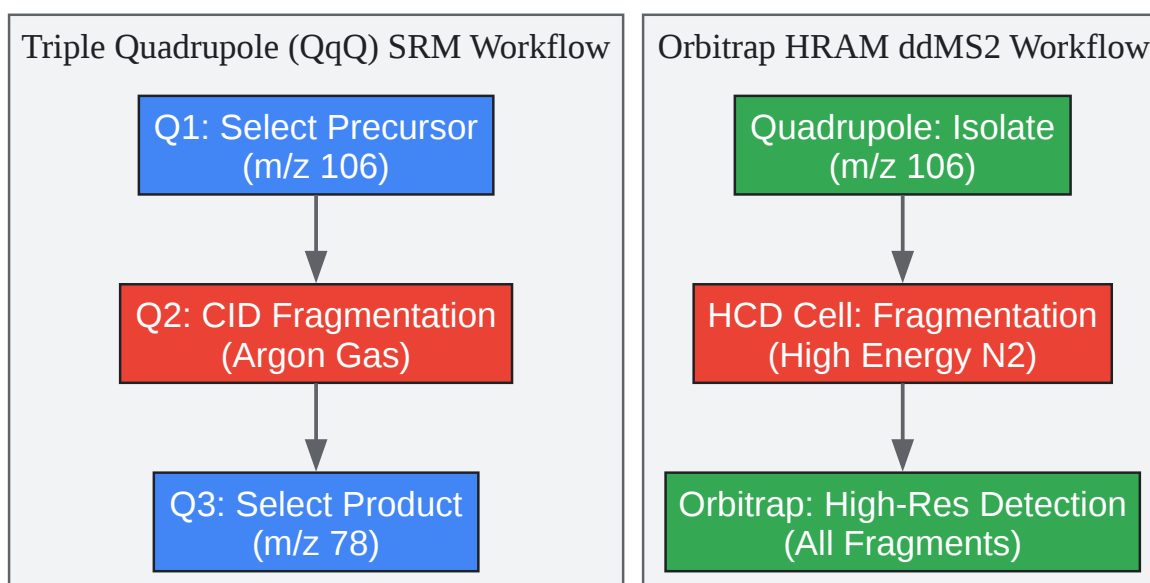 Triple Quadrupole (QqQ) SRM Workflow
Q1: Select Precursor
(m/z 106)
Q2: CID Fragmentation
(Argon Gas)
Q3: Select Product
(m/z 78)
Orbitrap HRAM ddMS2 Workflow
Quadrupole: Isolate
(m/z 106)
HCD Cell: Fragmentation
(High Energy N2)
Orbitrap: High-Res Detection
(All Fragments)